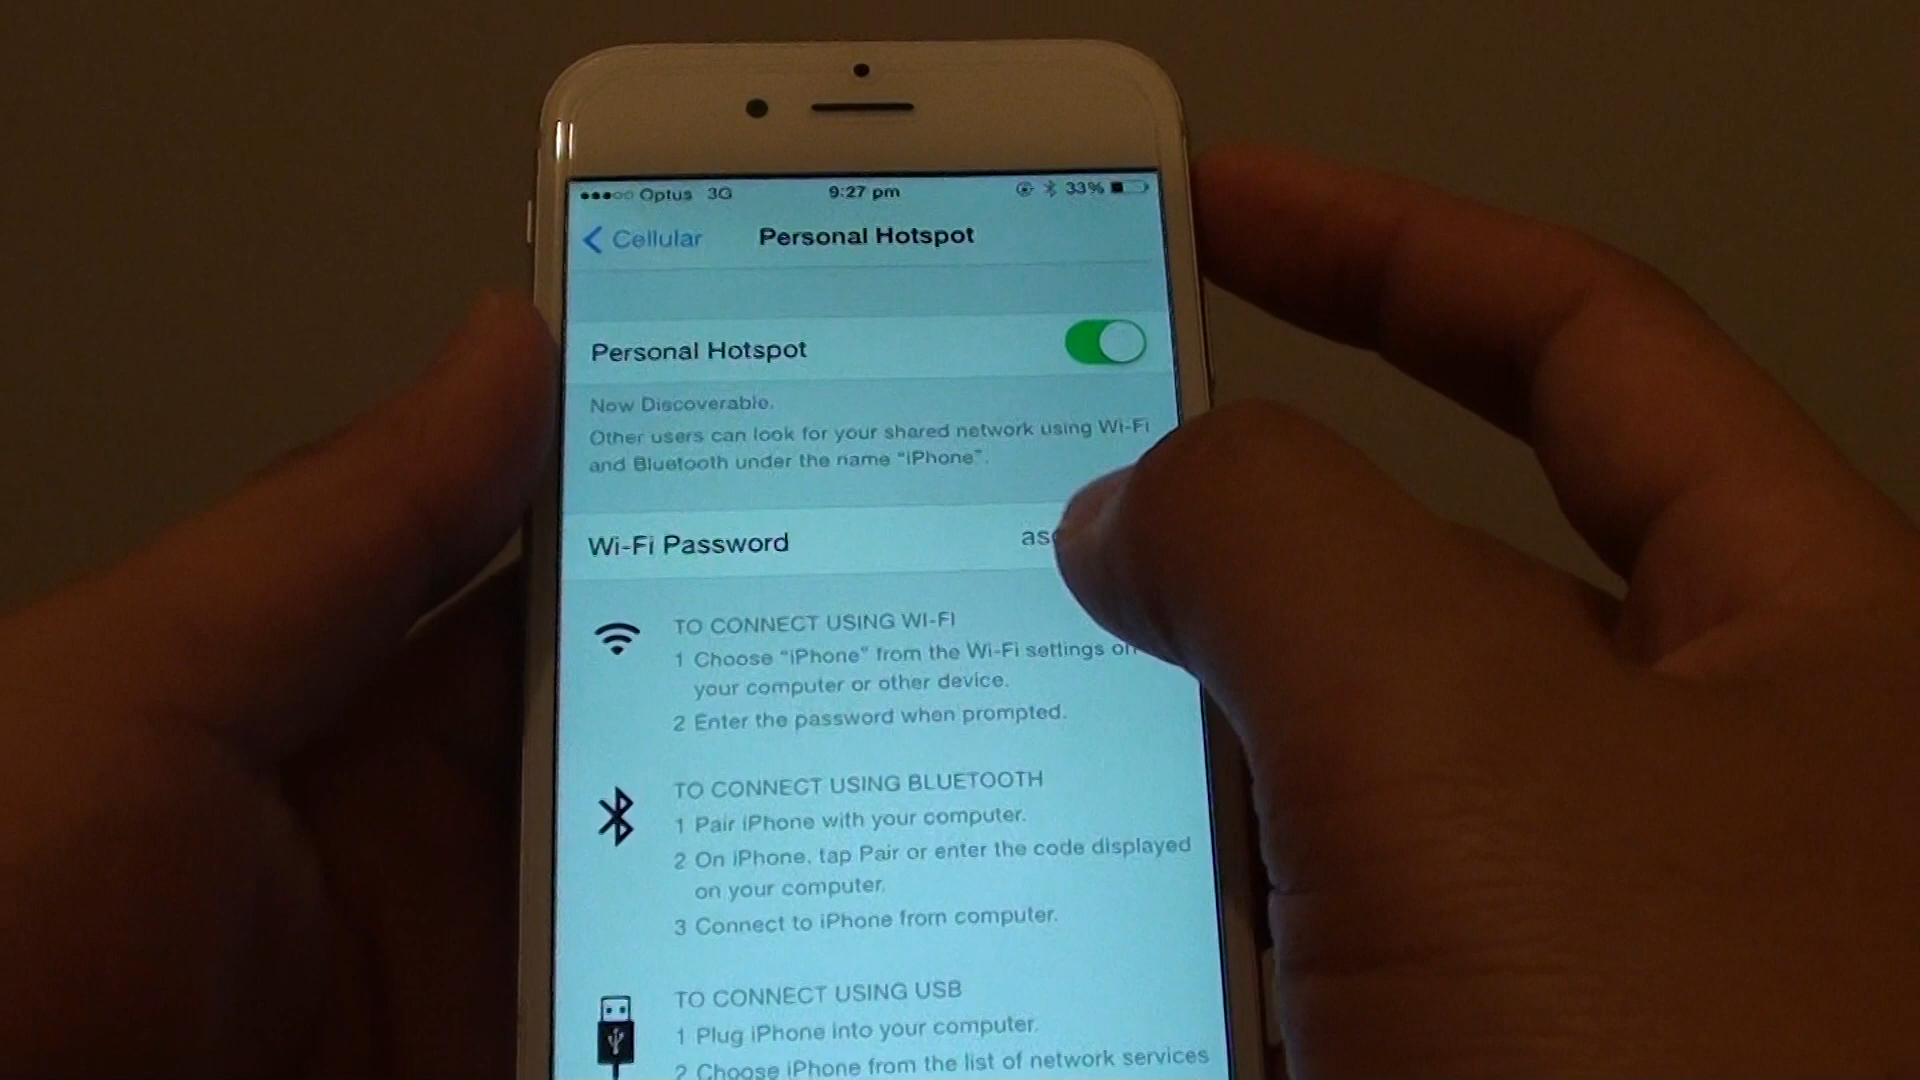 Optus 3G 9:27 pm 33%
Cellular Personal Hotspot
Personal Hotspot
Now Discoverable.
Other users can look for your shared network using Wi-Fi
and Bluetooth under the name “iPhone”.
Wi-Fi Password
TO CONNECT USING WI-FI
1 Choose “iPhone” from the Wi-Fi settings on
your computer or other device.
2 Enter the password when prompted.
TO CONNECT USING BLUETOOTH
1 Pair iPhone with your computer.
2 On iPhone, tap Pair or enter the code displayed
on your computer.
3 Connect to iPhone from computer.
TO CONNECT USING USB
1 Plug iPhone into your computer.
2 Choose iPhone from the list of network services